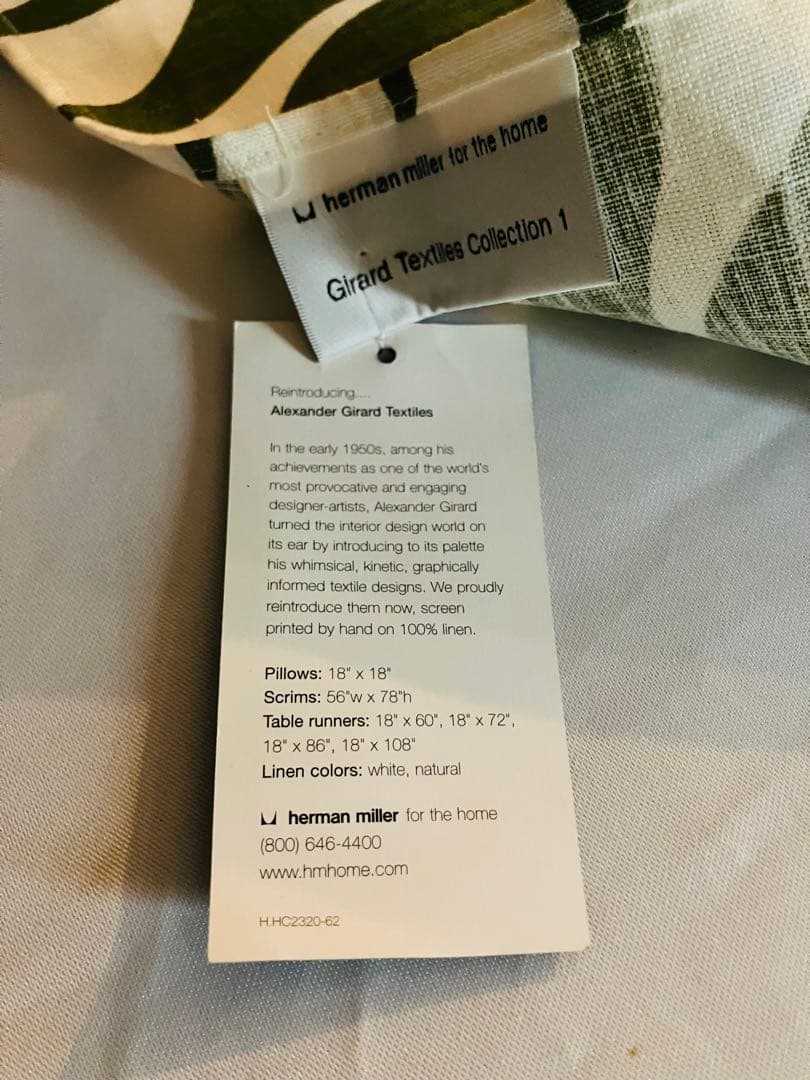 herman miller for the home
Girard Textiles Collection 1
Reintroducing....
Alexander Girard Textiles
In the early 1950s, among his
achievements as one of the world's
most provocative and engaging
designer-artists, Alexander Girard
turned the interior design world on
its ear by introducing to its palette
his whimsical, kinetic, graphically
informed textile designs. We proudly
reintroduce them now, screen
printed by hand on 100% linen.
Pillows: 18" x 18"
Scrims: 56"w x 78"h
Table runners: 18" x 60", 18" x 72",
18" x 86", 18" x 108"
Linen colors: white, natural
herman miller for the home
(800) 646-4400
www.hmhome.com
H.HC2320-62